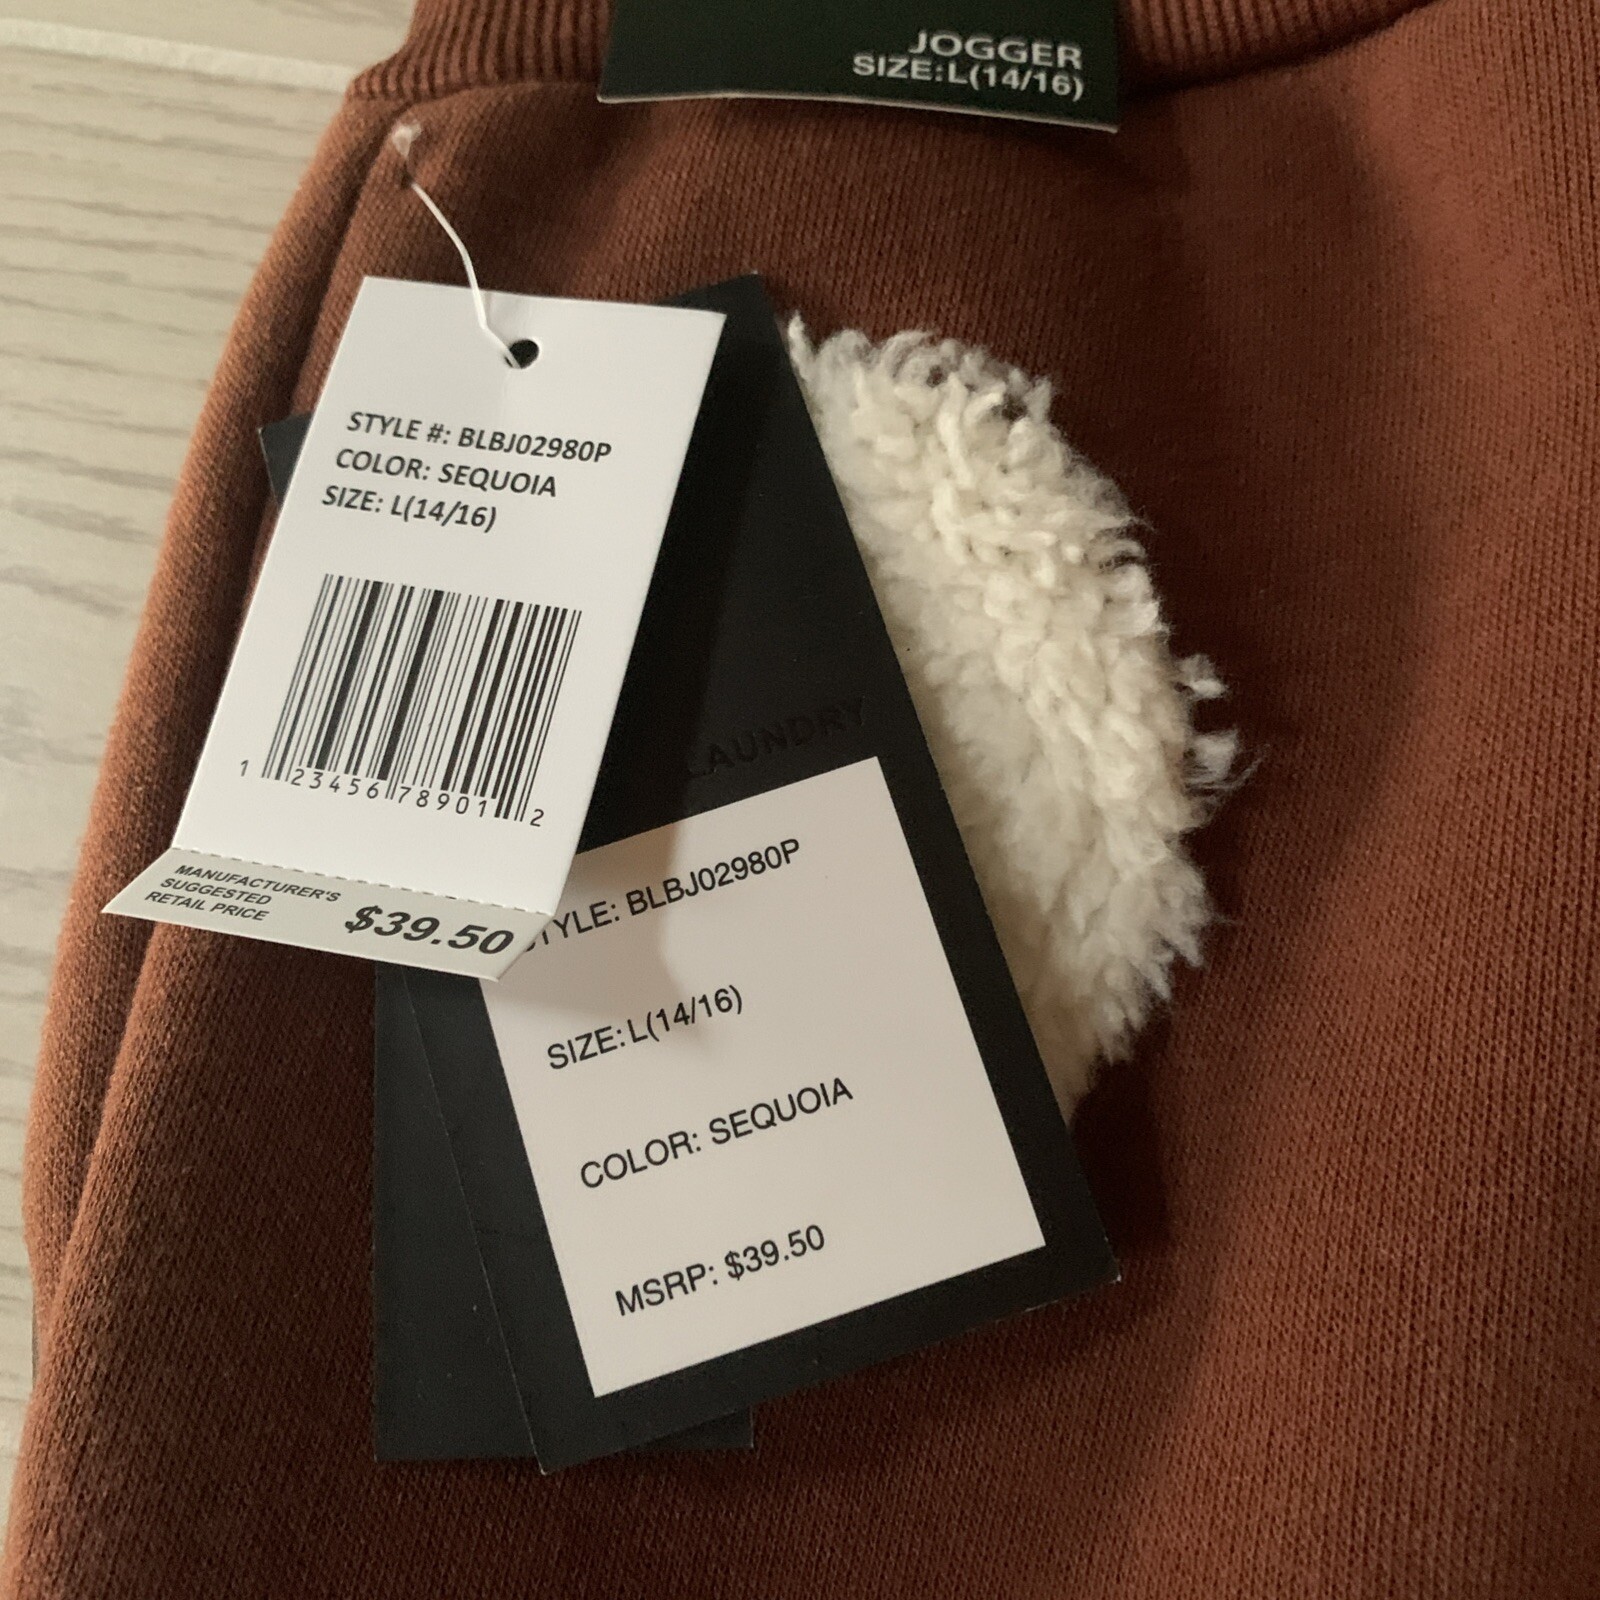 JOGGER
SIZE:L(14/16)
STYLE #: BLBJ02980P
COLOR: SEQUOIA
SIZE: L(14/16)
1 23456 78901 2
MANUFACTURER'S
SUGGESTED
RETAIL PRICE
$39.50
LAUNDRY
STYLE: BLBJ02980P
SIZE:L(14/16)
COLOR: SEQUOIA
MSRP: $39.50